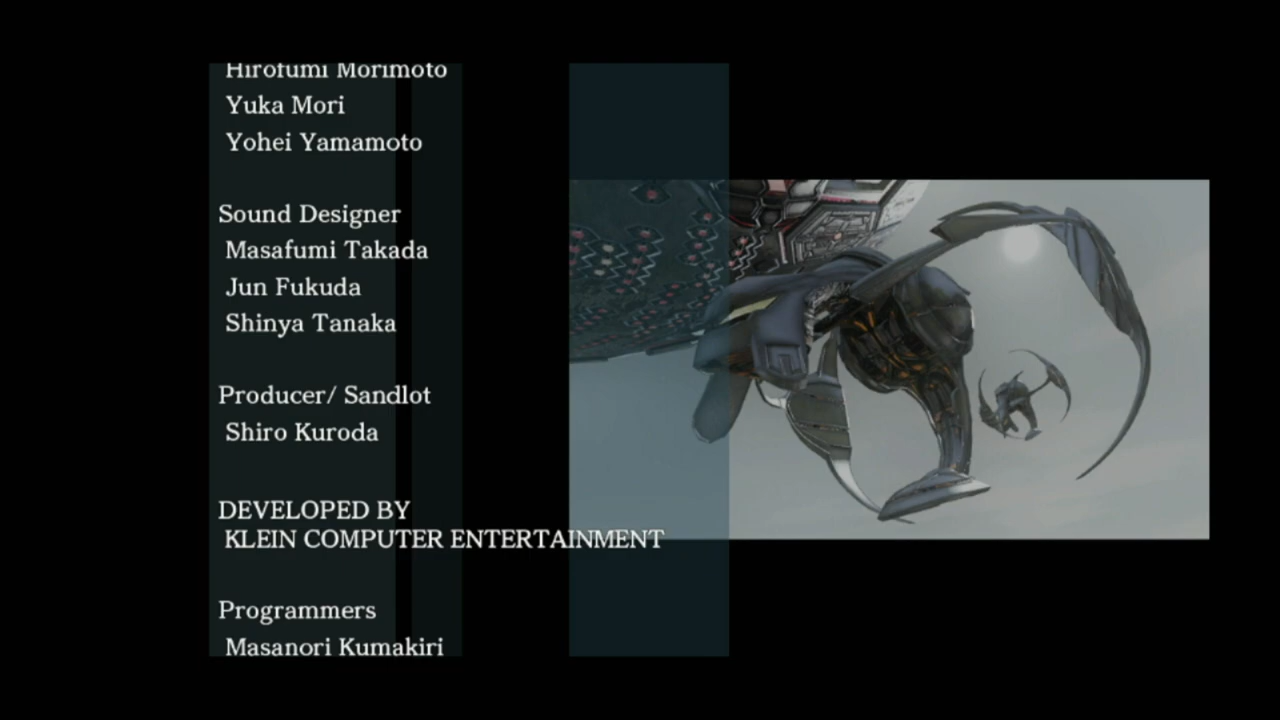 Hirofumi Morimoto
Yuka Mori
Yohei Yamamoto
Sound Designer
Masafumi Takada
Jun Fukuda
Shinya Tanaka
Producer/ Sandlot
Shiro Kuroda
DEVELOPED BY
KLEIN COMPUTER ENTERTAINMENT
Programmers
Masanori Kumakiri